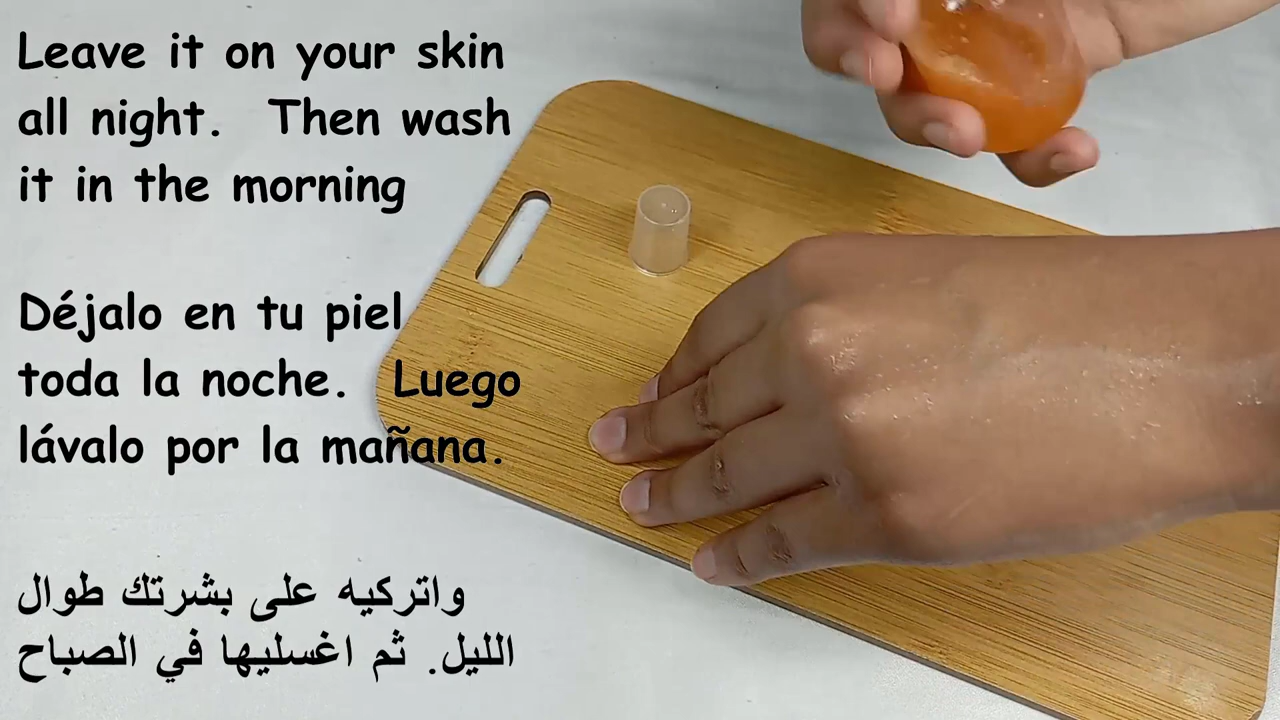 Leave it on your skin
all night. Then wash
it in the morning
Déjalo en tu piel
toda la noche. Luego
lávalo por la mañana.
واتركيه على بشرتك طوال
الليل. ثم اغسليها في الصباح